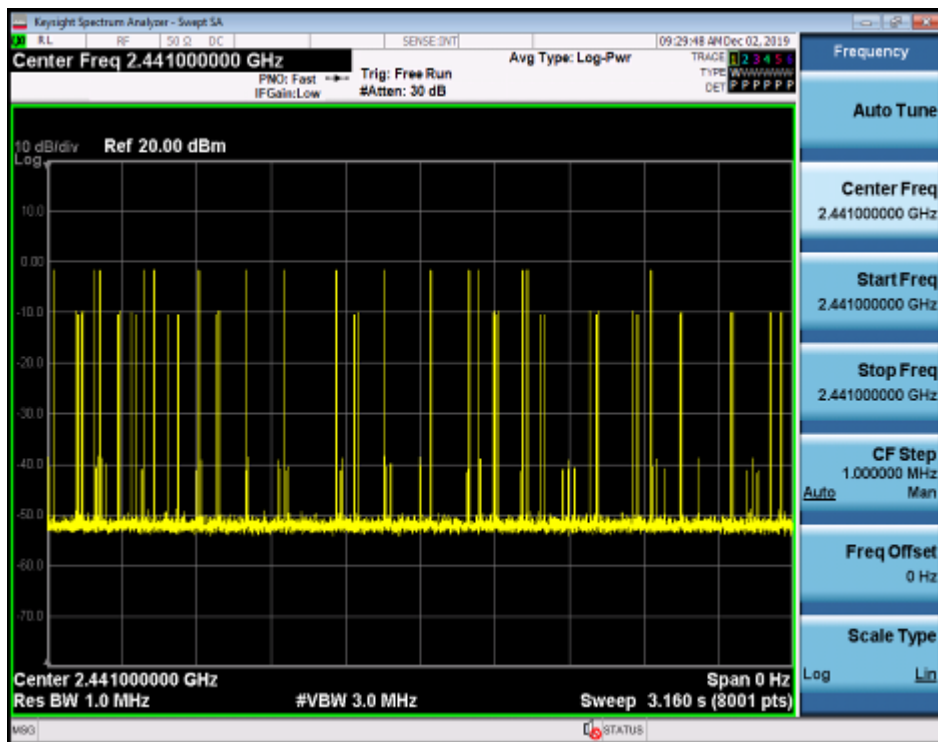 Keysight Spectrum Analyzer - Swept SA
RL RF 50 Ω DC SENSE:INT 09:29:48 AM Dec 02, 2019
Center Freq 2.441000000 GHz
PNO: Fast
IFGain:Low
Trig: Free Run
#Atten: 30 dB
Avg Type: Log-Pwr
TRACE 1 2 3 4 5 6
TYPE WWWWWW
DET P P P P P P
10 dB/div
Log
Ref 20.00 dBm
10.0
0.00
-10.0
-20.0
-30.0
-40.0
-50.0
-60.0
-70.0
Center 2.441000000 GHz
Span 0 Hz
Res BW 1.0 MHz
#VBW 3.0 MHz
Sweep 3.160 s (8001 pts)
MSG
STATUS
Frequency
Auto Tune
Center Freq
2.441000000 GHz
Start Freq
2.441000000 GHz
Stop Freq
2.441000000 GHz
CF Step
1.000000 MHz
Auto Man
Freq Offset
0 Hz
Scale Type
Log Lin